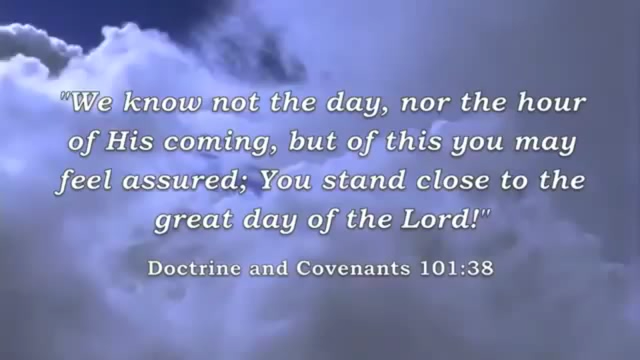 "We know not the day, nor the hour
of His coming, but of this you may
feel assured; You stand close to the
great day of the Lord!"
Doctrine and Covenants 101:38